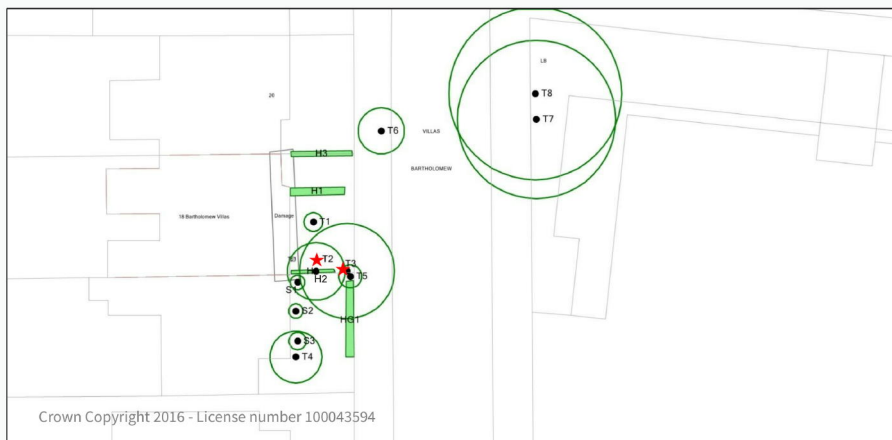 L8
T8
26
T7
T6
VILLAS
H3
BARTHOLOMEW
H1
18 Bartholomew Villas
Damage
T1
T2
T3
H2
T5
S1
S2
HG1
S3
T4
Crown Copyright 2016 - License number 100043594